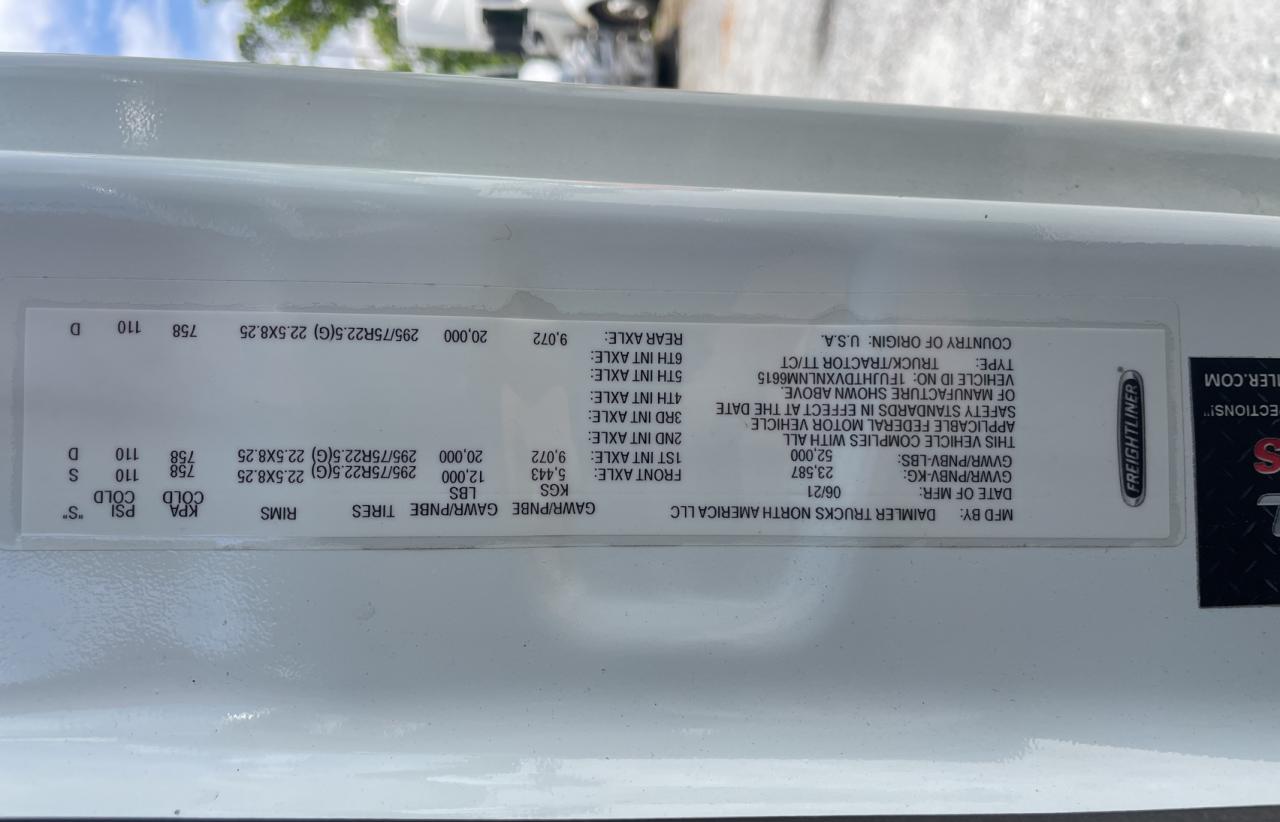 FREIGHTLINER
MFD BY: DAIMLER TRUCKS NORTH AMERICA LLC
DATE OF MFR: 06/21
GVWR/PNBV-KG: 23,587
GVWR/PNBV-LBS: 52,000
THIS VEHICLE COMPLIES WITH ALL
APPLICABLE FEDERAL MOTOR VEHICLE
SAFETY STANDARDS IN EFFECT AT THE DATE
OF MANUFACTURE SHOWN ABOVE
VEHICLE ID NO: 1FUJHTDVXNLNM6615
TYPE: TRUCK/TRACTOR TT/CT
COUNTRY OF ORIGIN: U.S.A.
GAWR/PNBE GAWR/PNBE TIRES RIMS KPA PSI "S"
KGS LBS COLD COLD
FRONT AXLE: 5,443 12,000 295/75R22.5(G) 22.5X8.25 758 110 S
1ST INT AXLE: 9,072 20,000 295/75R22.5(G) 22.5X8.25 758 110 D
2ND INT AXLE:
3RD INT AXLE:
4TH INT AXLE:
5TH INT AXLE:
6TH INT AXLE:
REAR AXLE: 9,072 20,000 295/75R22.5(G) 22.5X8.25 758 110 D
S
ECTIONS!"
ILER.COM